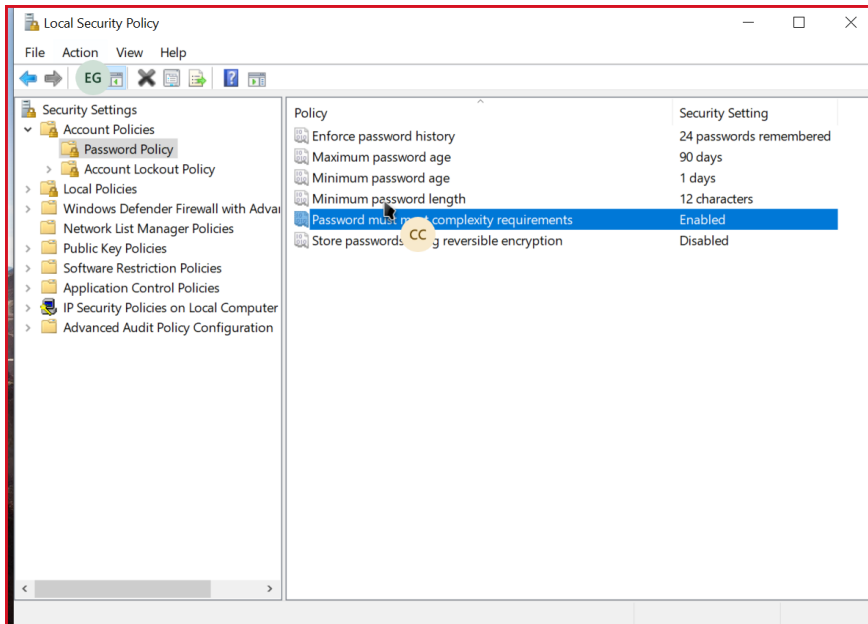 Local Security Policy
File Action View Help
EG
Security Settings
Account Policies
Password Policy
Account Lockout Policy
Local Policies
Windows Defender Firewall with Advan
Network List Manager Policies
Public Key Policies
Software Restriction Policies
Application Control Policies
IP Security Policies on Local Computer
Advanced Audit Policy Configuration
Policy Security Setting
Enforce password history 24 passwords remembered
Maximum password age 90 days
Minimum password age 1 days
Minimum password length 12 characters
Password must complexity requirements Enabled
CC
Store passwords reversible encryption Disabled